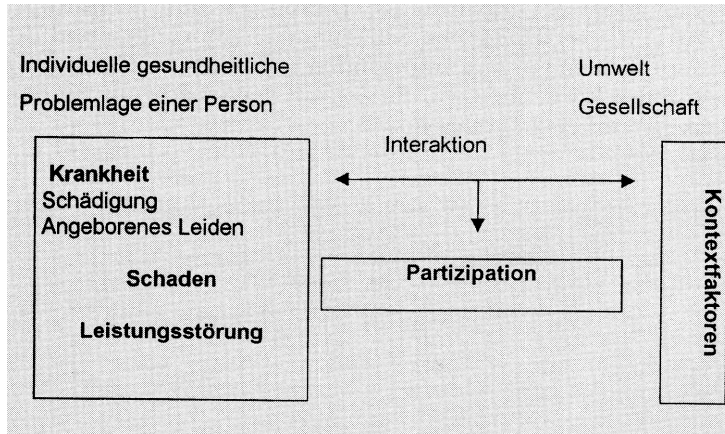 Individuelle gesundheitliche
Problemlage einer Person
Umwelt
Gesellschaft
Interaktion
Krankheit
Schädigung
Angeborenes Leiden
Schaden
Leistungsstörung
Partizipation
Kontextfaktoren